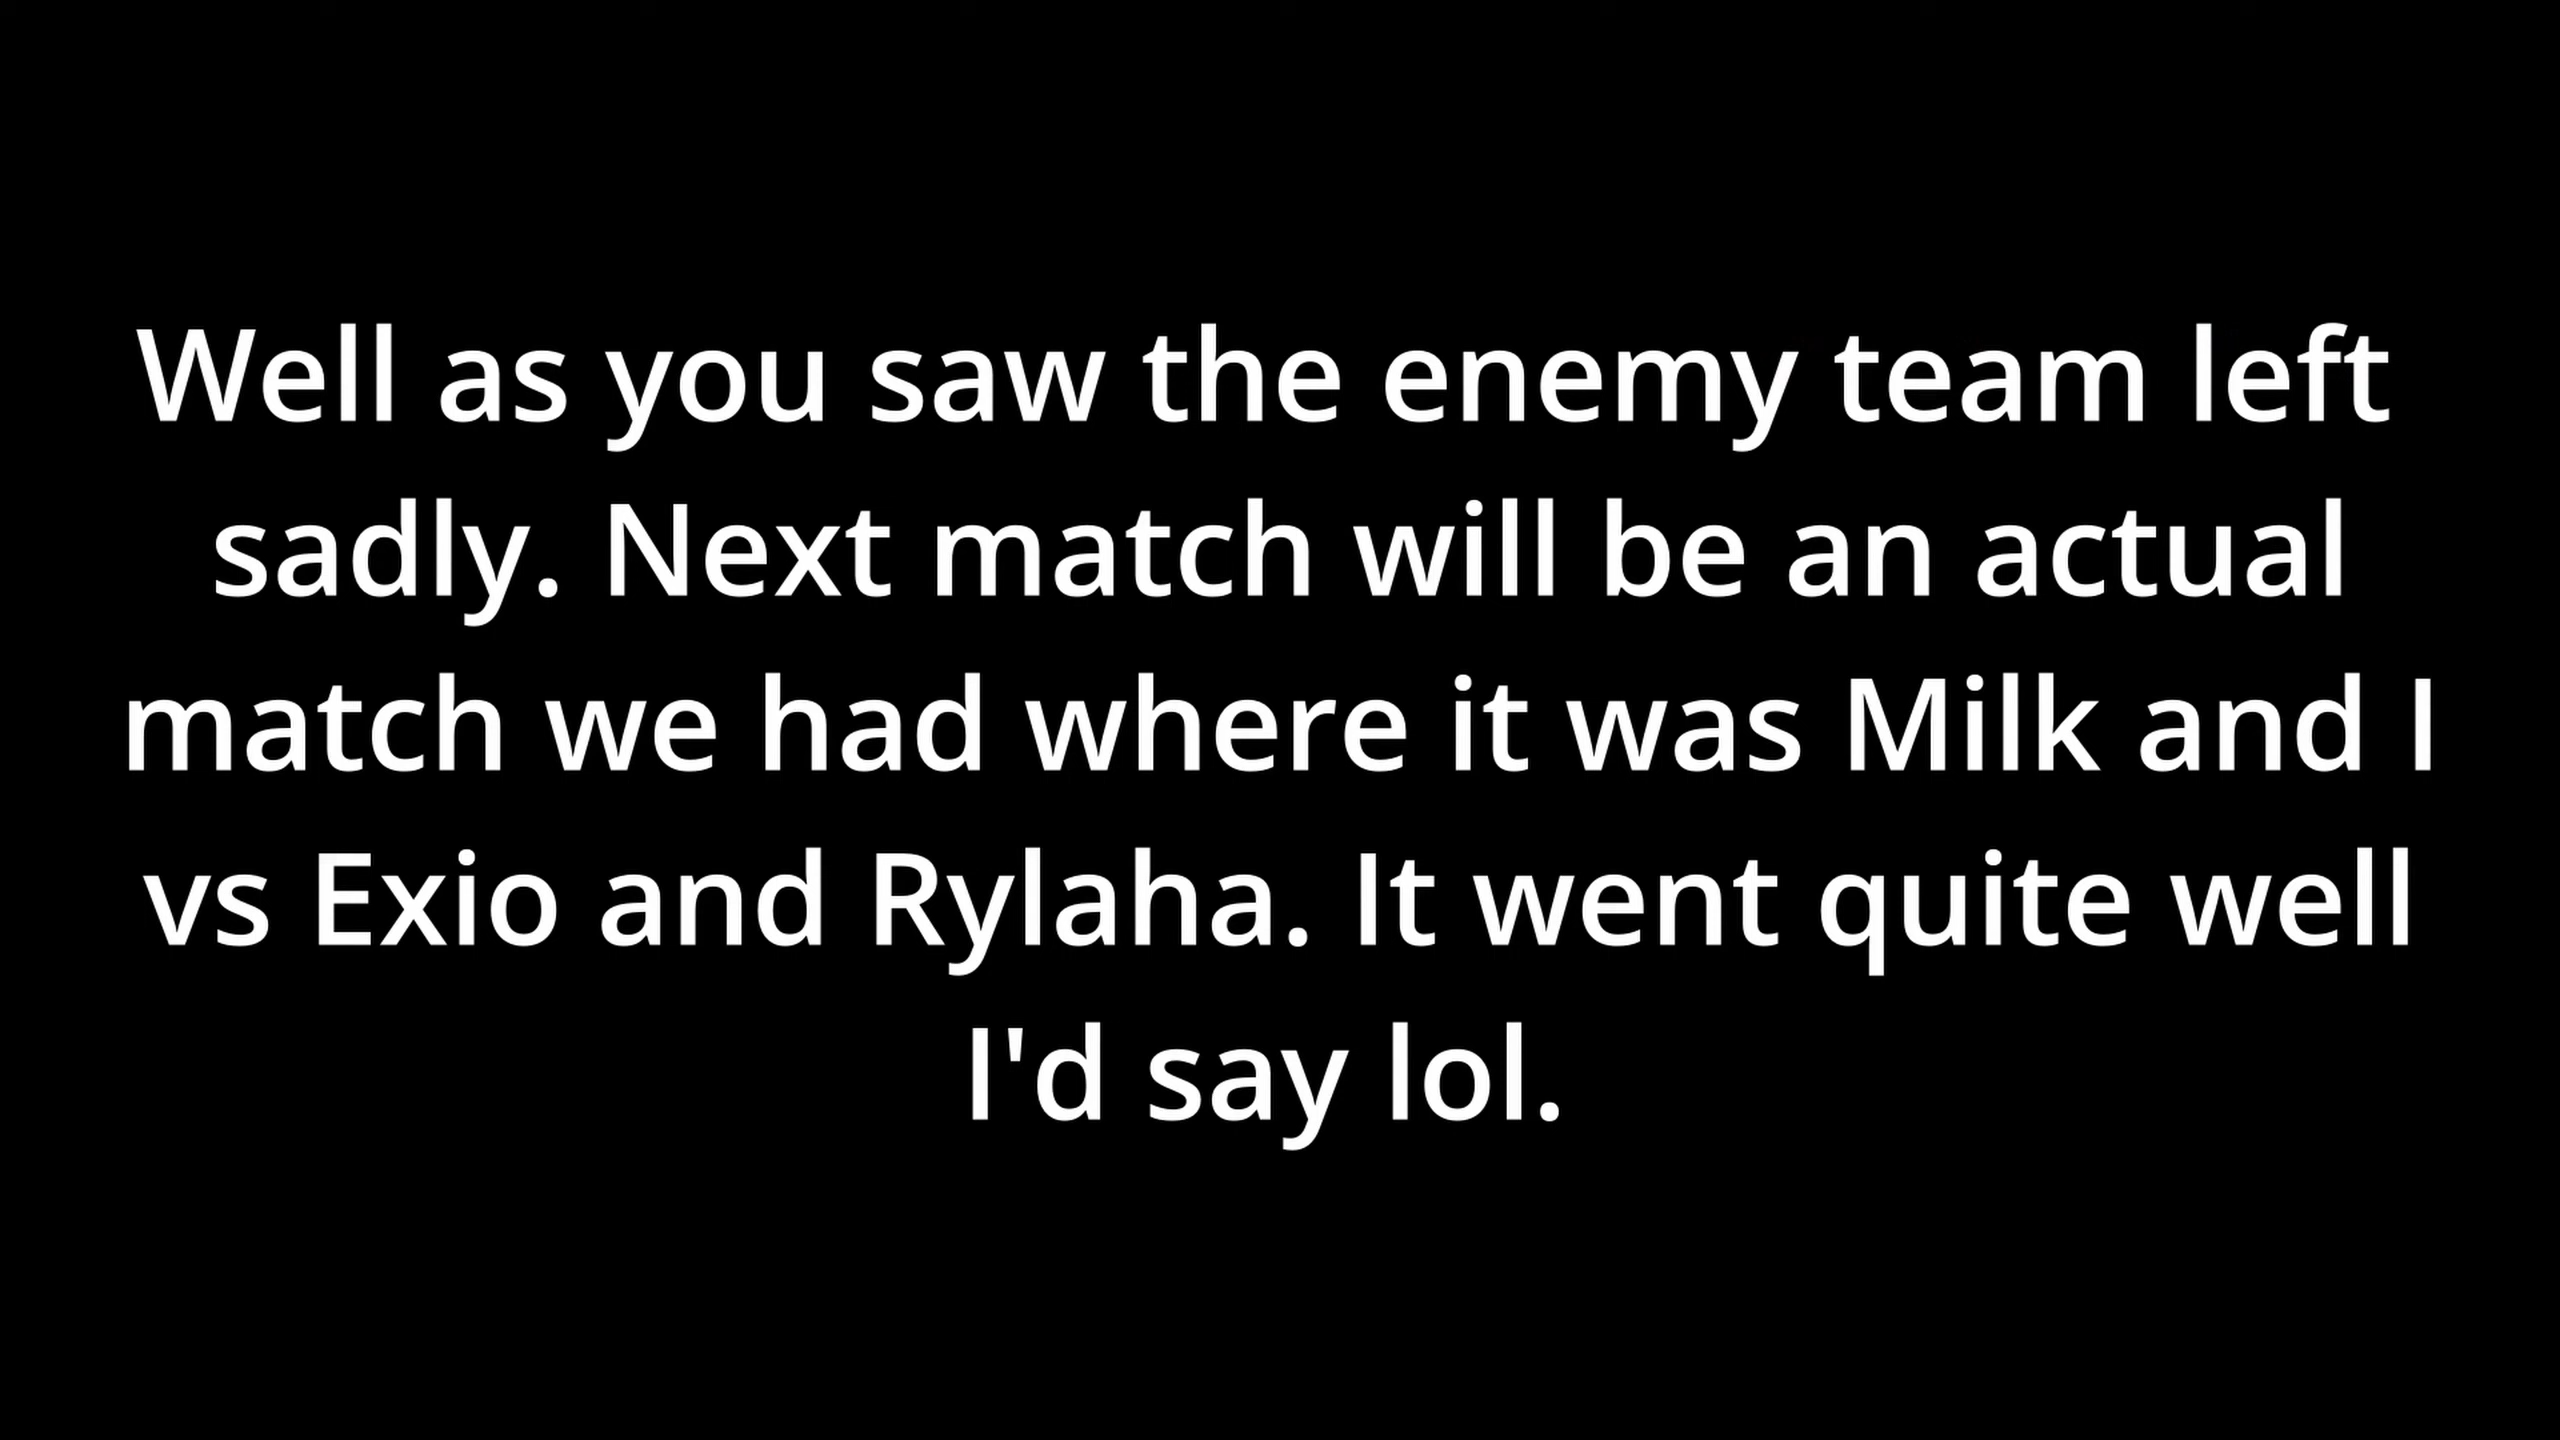 Well as you saw the enemy team left
sadly. Next match will be an actual
match we had where it was Milk and I
vs Exio and Rylaha. It went quite well
I'd say lol.